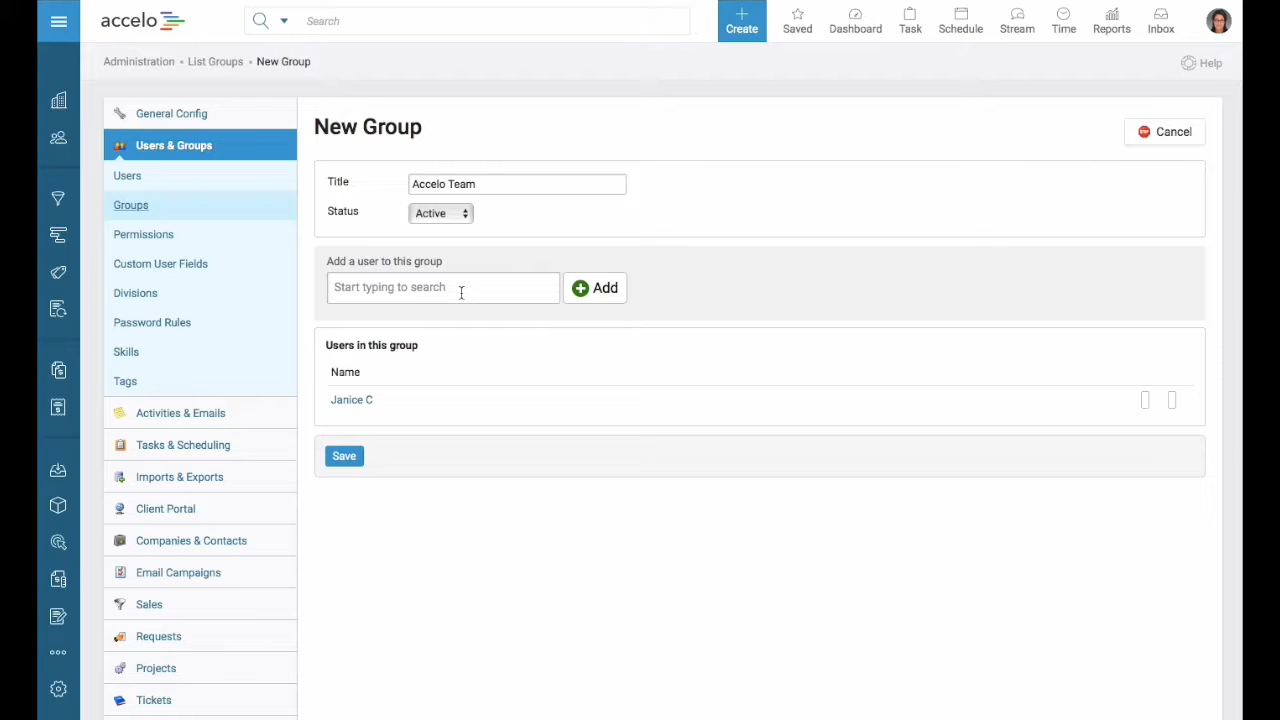 accelo
Search
Create
Saved
Dashboard
Task
Schedule
Stream
Time
Reports
Inbox
Administration • List Groups • New Group
Help
General Config
Users & Groups
Users
Groups
Permissions
Custom User Fields
Divisions
Password Rules
Skills
Tags
Activities & Emails
Tasks & Scheduling
Imports & Exports
Client Portal
Companies & Contacts
Email Campaigns
Sales
Requests
Projects
Tickets
New Group
Cancel
Title
Accelo Team
Status
Active
Add a user to this group
Start typing to search
Add
Users in this group
Name
Janice C
Save